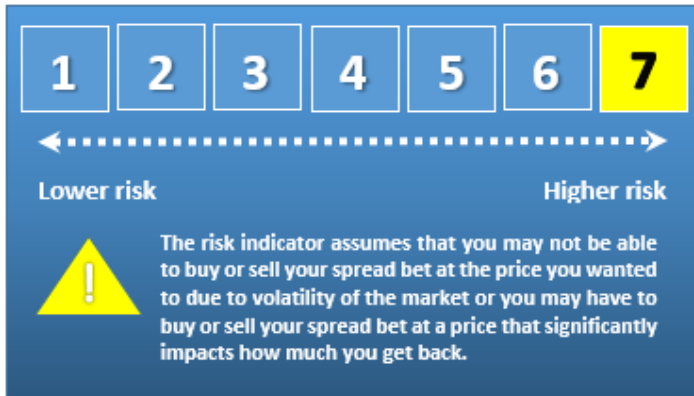 1 2 3 4 5 6 7
Lower risk Higher risk
!
The risk indicator assumes that you may not be able
to buy or sell your spread bet at the price you wanted
to due to volatility of the market or you may have to
buy or sell your spread bet at a price that significantly
impacts how much you get back.